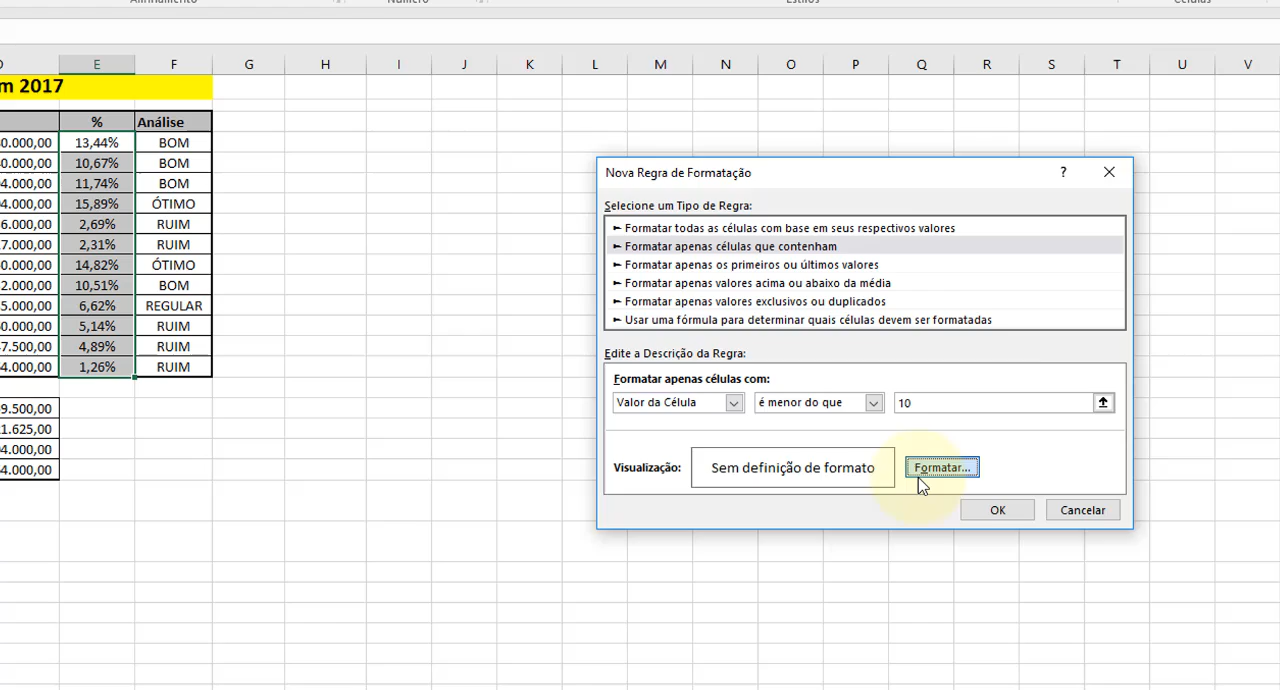 Alinhamento Número Estilos Células
E F G H I J K L M N O P Q R S T U V
m 2017
% Análise
0.000,00 13,44% BOM
0.000,00 10,67% BOM
4.000,00 11,74% BOM
4.000,00 15,89% ÓTIMO
6.000,00 2,69% RUIM
7.000,00 2,31% RUIM
0.000,00 14,82% ÓTIMO
2.000,00 10,51% BOM
5.000,00 6,62% REGULAR
0.000,00 5,14% RUIM
7.500,00 4,89% RUIM
4.000,00 1,26% RUIM
9.500,00
1.625,00
4.000,00
4.000,00
Nova Regra de Formatação ?
Selecione um Tipo de Regra:
► Formatar todas as células com base em seus respectivos valores
► Formatar apenas células que contenham
► Formatar apenas os primeiros ou últimos valores
► Formatar apenas valores acima ou abaixo da média
► Formatar apenas valores exclusivos ou duplicados
► Usar uma fórmula para determinar quais células devem ser formatadas
Edite a Descrição da Regra:
Formatar apenas células com:
Valor da Célula é menor do que 10
Visualização: Sem definição de formato Formatar...
OK Cancelar